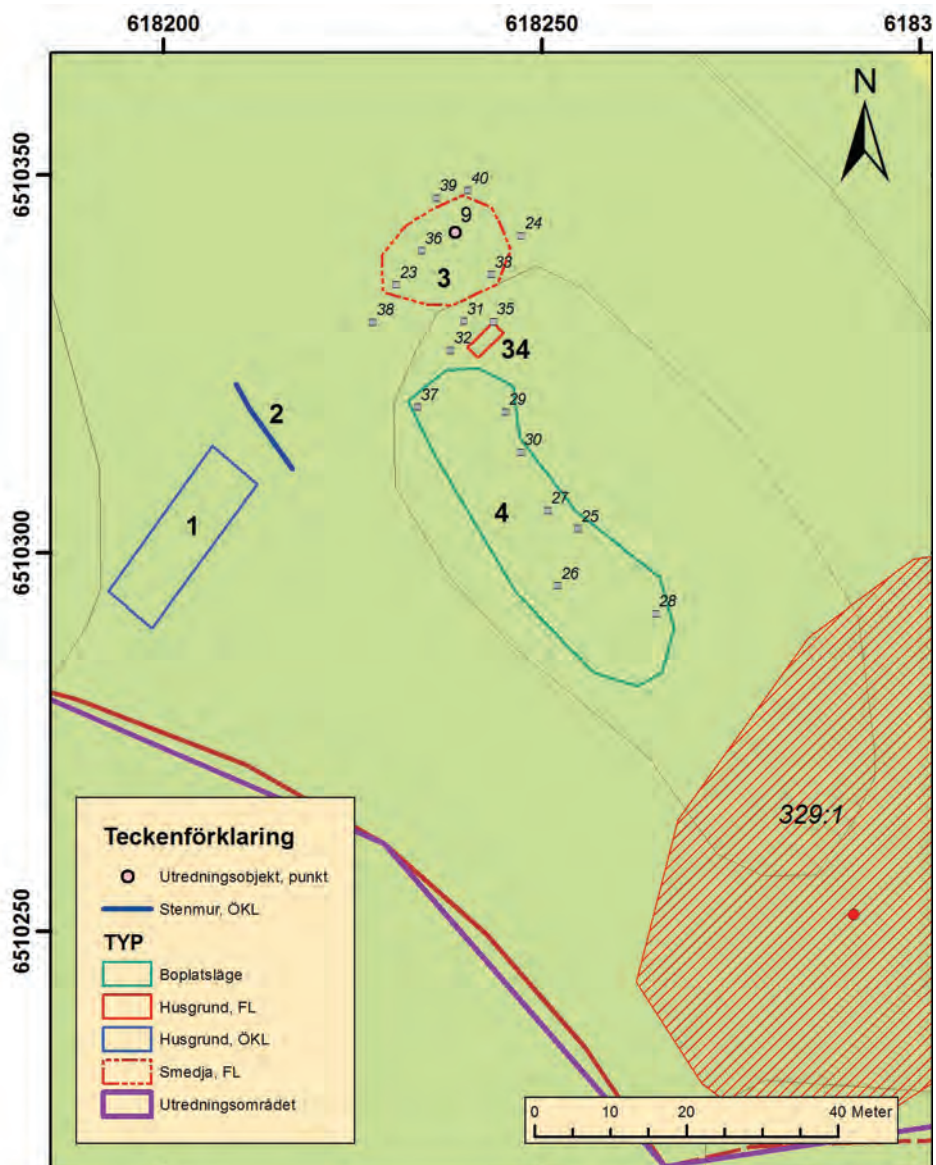 618200
618250
6183
N
6510350
39
40
9
24
36
3
33
23
38
31
35
32
34
37
29
2
30
1
4
27
25
6510300
26
28
329:1
Teckenförklaring
Utredningsobjekt, punkt
Stenmur, ÖKL
TYP
Boplatsläge
Husgrund, FL
Husgrund, ÖKL
Smedja, FL
Utredningsområdet
6510250
0 10 20 40 Meter